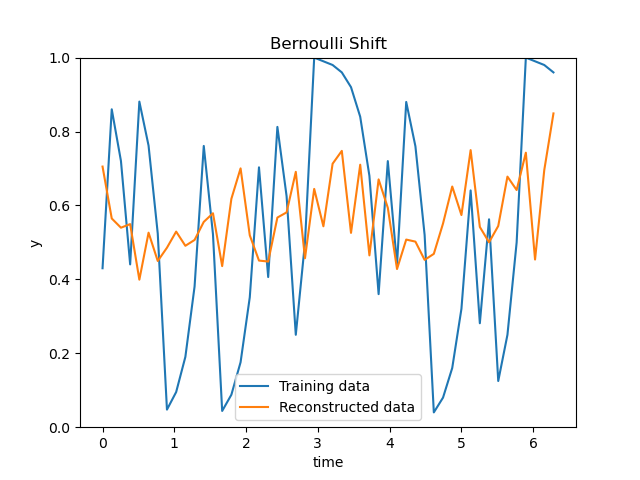 Bernoulli Shift
y
1.0
0.8
0.6
0.4
0.2
0.0
Training data
Reconstructed data
0 1 2 3 4 5 6
time